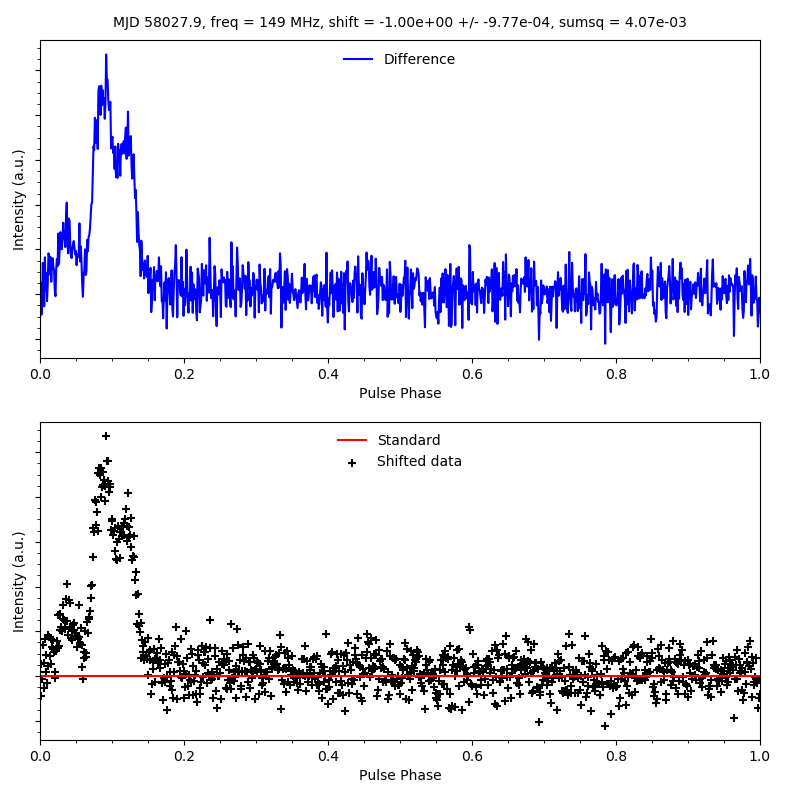 MJD 58027.9, freq = 149 MHz, shift = -1.00e+00 +/- -9.77e-04, sumsq = 4.07e-03
Difference
Intensity (a.u.)
0.0 0.2 0.4 0.6 0.8 1.0
Pulse Phase
Standard
Shifted data
Intensity (a.u.)
0.0 0.2 0.4 0.6 0.8 1.0
Pulse Phase